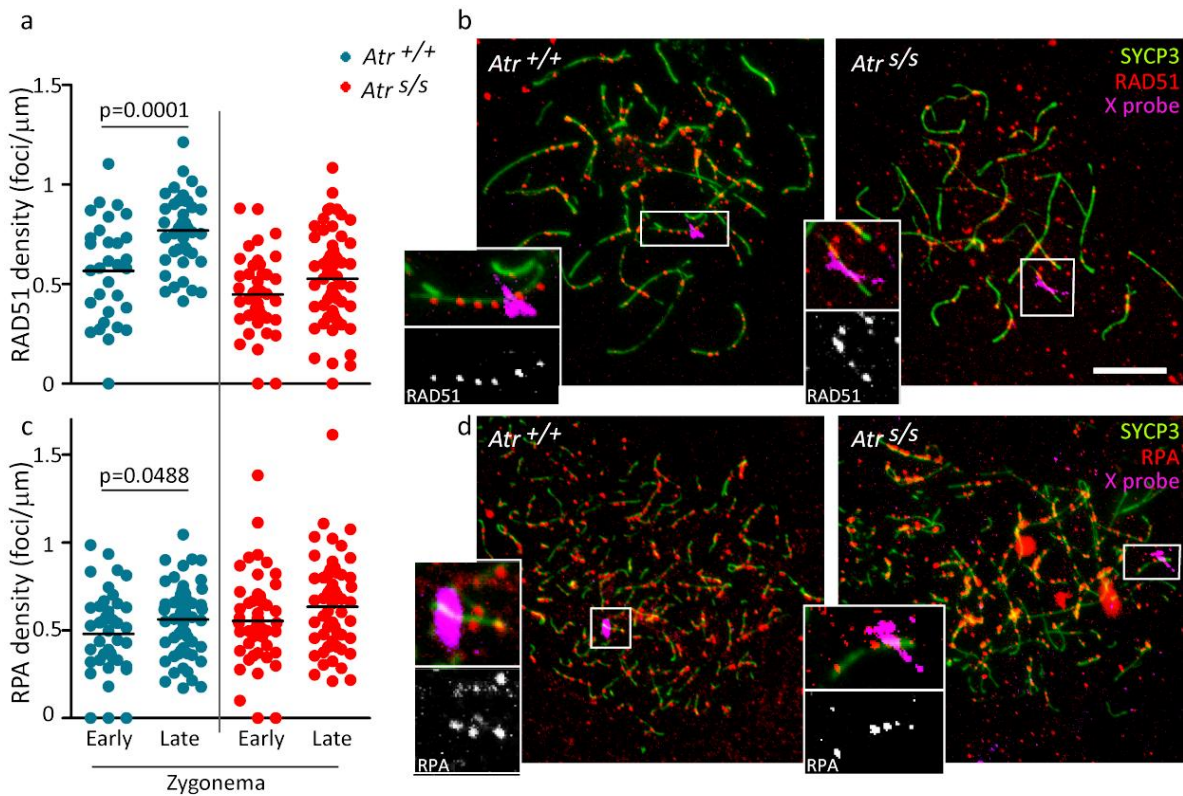 a
Atr +/+
Atr s/s
RAD51 density (foci/μm)
1.5
1
0.5
0
p=0.0001
b
Atr +/+
RAD51
Atr s/s
SYCP3
RAD51
X probe
RAD51
c
RPA density (foci/μm)
1.5
1
0.5
0
p=0.0488
Early
Late
Early
Late
Zygonema
d
Atr +/+
RPA
Atr s/s
SYCP3
RPA
X probe
RPA